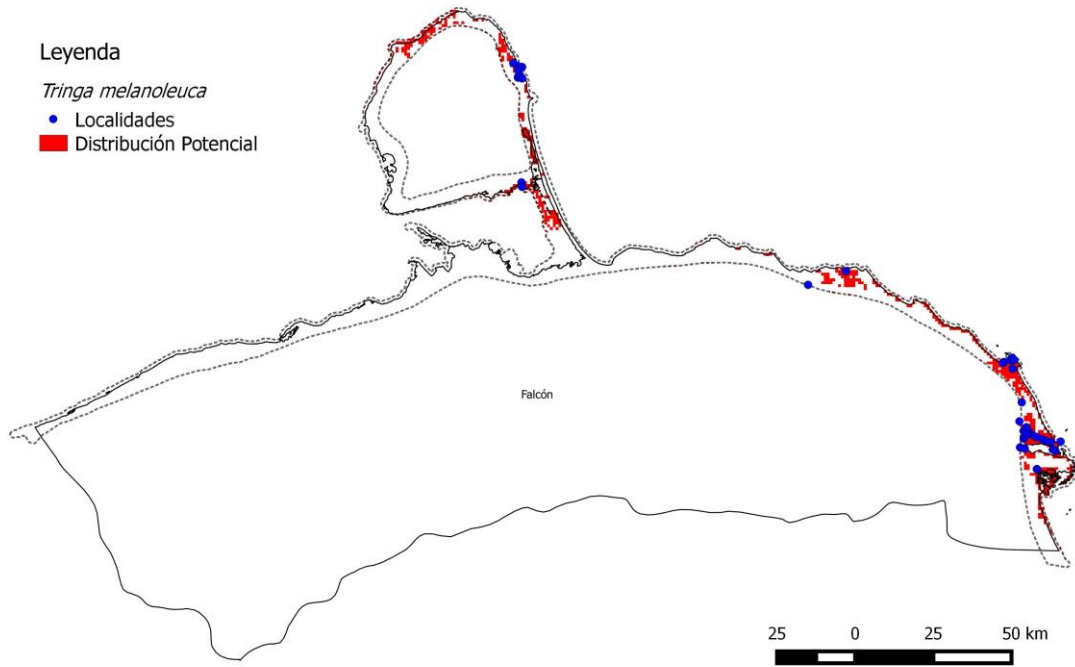 Leyenda
Tringa melanoleuca
Localidades
Distribución Potencial
Falcón
25 0 25 50 km